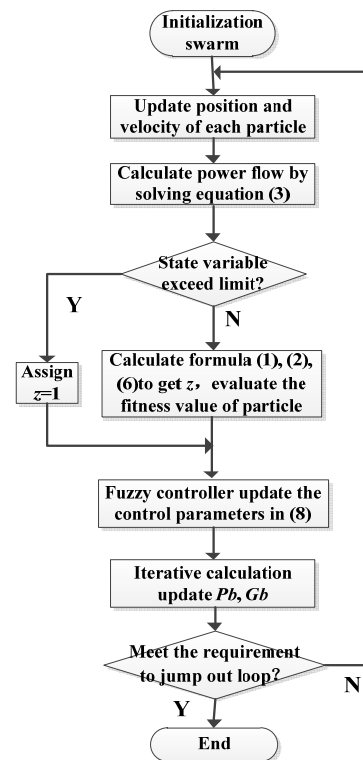 Initialization
swarm
Update position and
velocity of each particle
Calculate power flow by
solving equation (3)
State variable
exceed limit?
Y
N
Assign
z=1
Calculate formula (1), (2),
(6)to get z，evaluate the
fitness value of particle
Fuzzy controller update the
control parameters in (8)
Iterative calculation
update Pb, Gb
Meet the requirement
to jump out loop?
N
Y
End